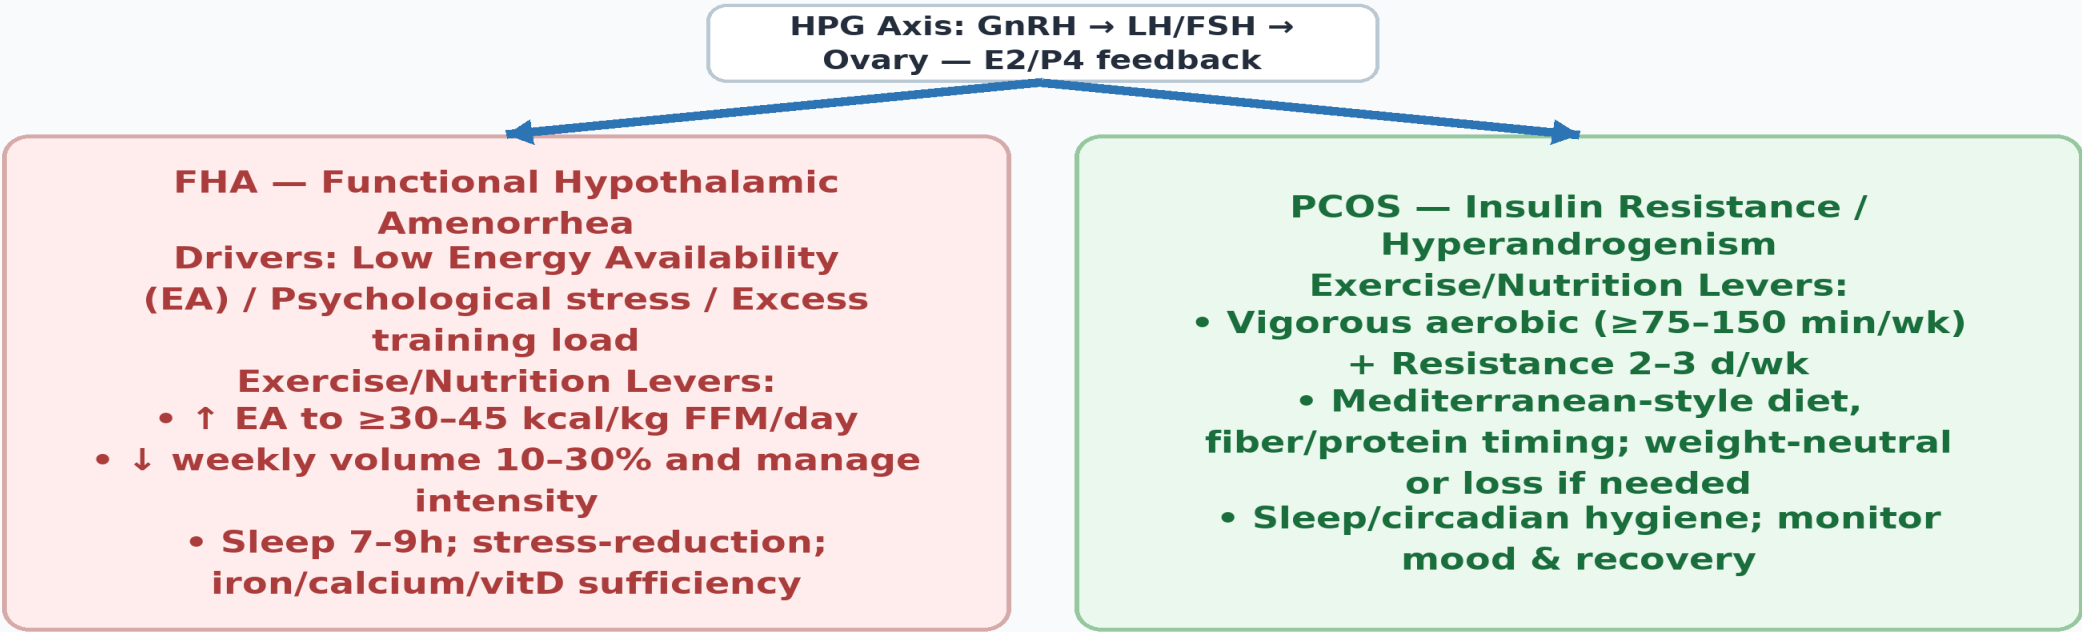 HPG Axis: GnRH → LH/FSH →
Ovary — E2/P4 feedback
FHA — Functional Hypothalamic
Amenorrhea
Drivers: Low Energy Availability
(EA) / Psychological stress / Excess
training load
Exercise/Nutrition Levers:
• ↑ EA to ≥30–45 kcal/kg FFM/day
• ↓ weekly volume 10–30% and manage
intensity
• Sleep 7–9h; stress-reduction;
iron/calcium/vitD sufficiency
PCOS — Insulin Resistance /
Hyperandrogenism
Exercise/Nutrition Levers:
• Vigorous aerobic (≥75–150 min/wk)
+ Resistance 2–3 d/wk
• Mediterranean-style diet,
fiber/protein timing; weight-neutral
or loss if needed
• Sleep/circadian hygiene; monitor
mood & recovery